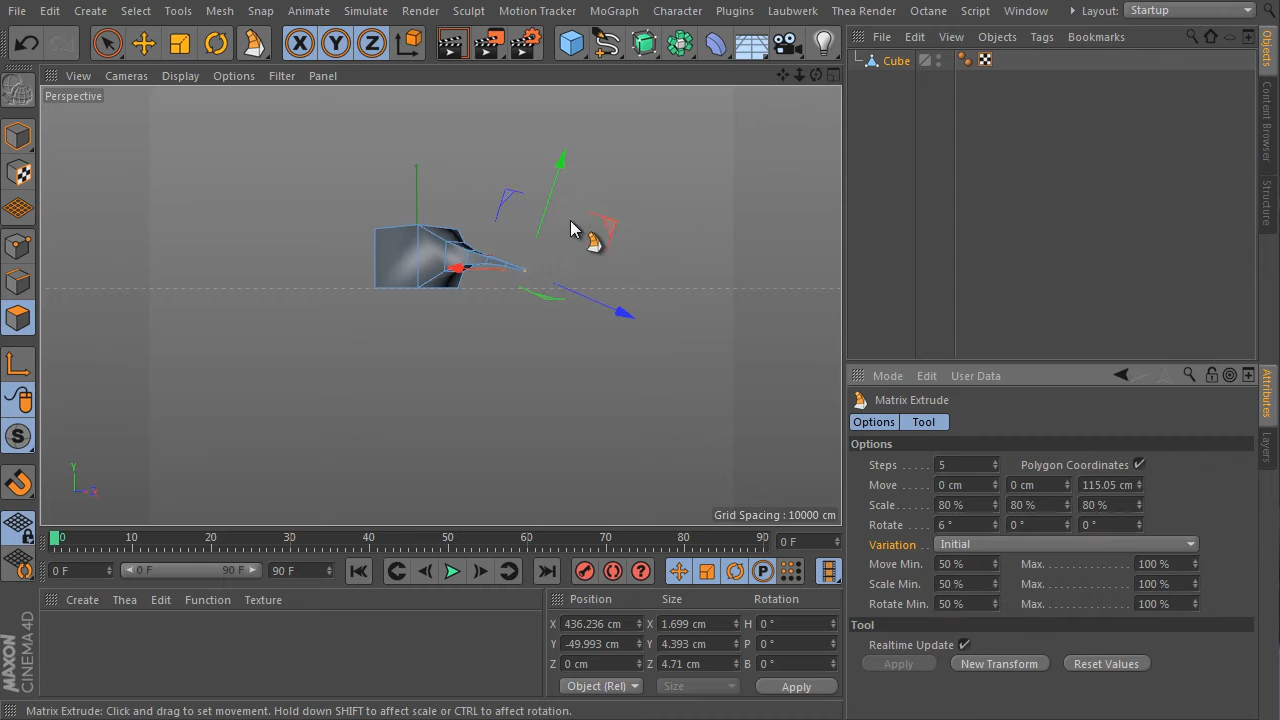 File Edit Create Select Tools Mesh Snap Animate Simulate Render Sculpt Motion Tracker MoGraph Character Plugins Laubwerk Thea Render Octane Script Window Layout: Startup
View Cameras Display Options Filter Panel
File Edit View Objects Tags Bookmarks
Cube
Perspective
Y
Grid Spacing : 10000 cm
Objects
Content Browser
Structure
Attributes
Layers
Mode Edit User Data
Matrix Extrude
Options Tool
Options
Steps 5 Polygon Coordinates
Move 0 cm 0 cm 115.05 cm
Scale 80 % 80 % 80 %
Rotate 6 ° 0 ° 0 °
Variation Initial
Move Min. 50 % Max. 100 %
Scale Min. 50 % Max. 100 %
Rotate Min. 50 % Max. 100 %
Tool
Realtime Update
Apply New Transform Reset Values
0 10 20 30 40 50 60 70 80 90 0 F
0 F 0 F 90 F 90 F
Create Thea Edit Function Texture
Position Size Rotation
X 436.236 cm X 1.699 cm H 0 °
Y -49.993 cm Y 4.393 cm P 0 °
Z 0 cm Z 4.71 cm B 0 °
Object (Rel) Size Apply
MAXON
CINEMA 4D
Matrix Extrude: Click and drag to set movement. Hold down SHIFT to affect scale or CTRL to affect rotation.